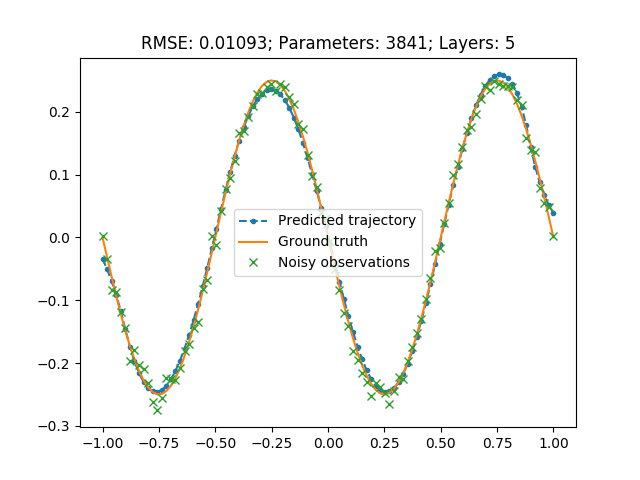 RMSE: 0.01093; Parameters: 3841; Layers: 5
0.2
0.1
0.0
−0.1
−0.2
−0.3
Predicted trajectory
Ground truth
Noisy observations
−1.00 −0.75 −0.50 −0.25 0.00 0.25 0.50 0.75 1.00